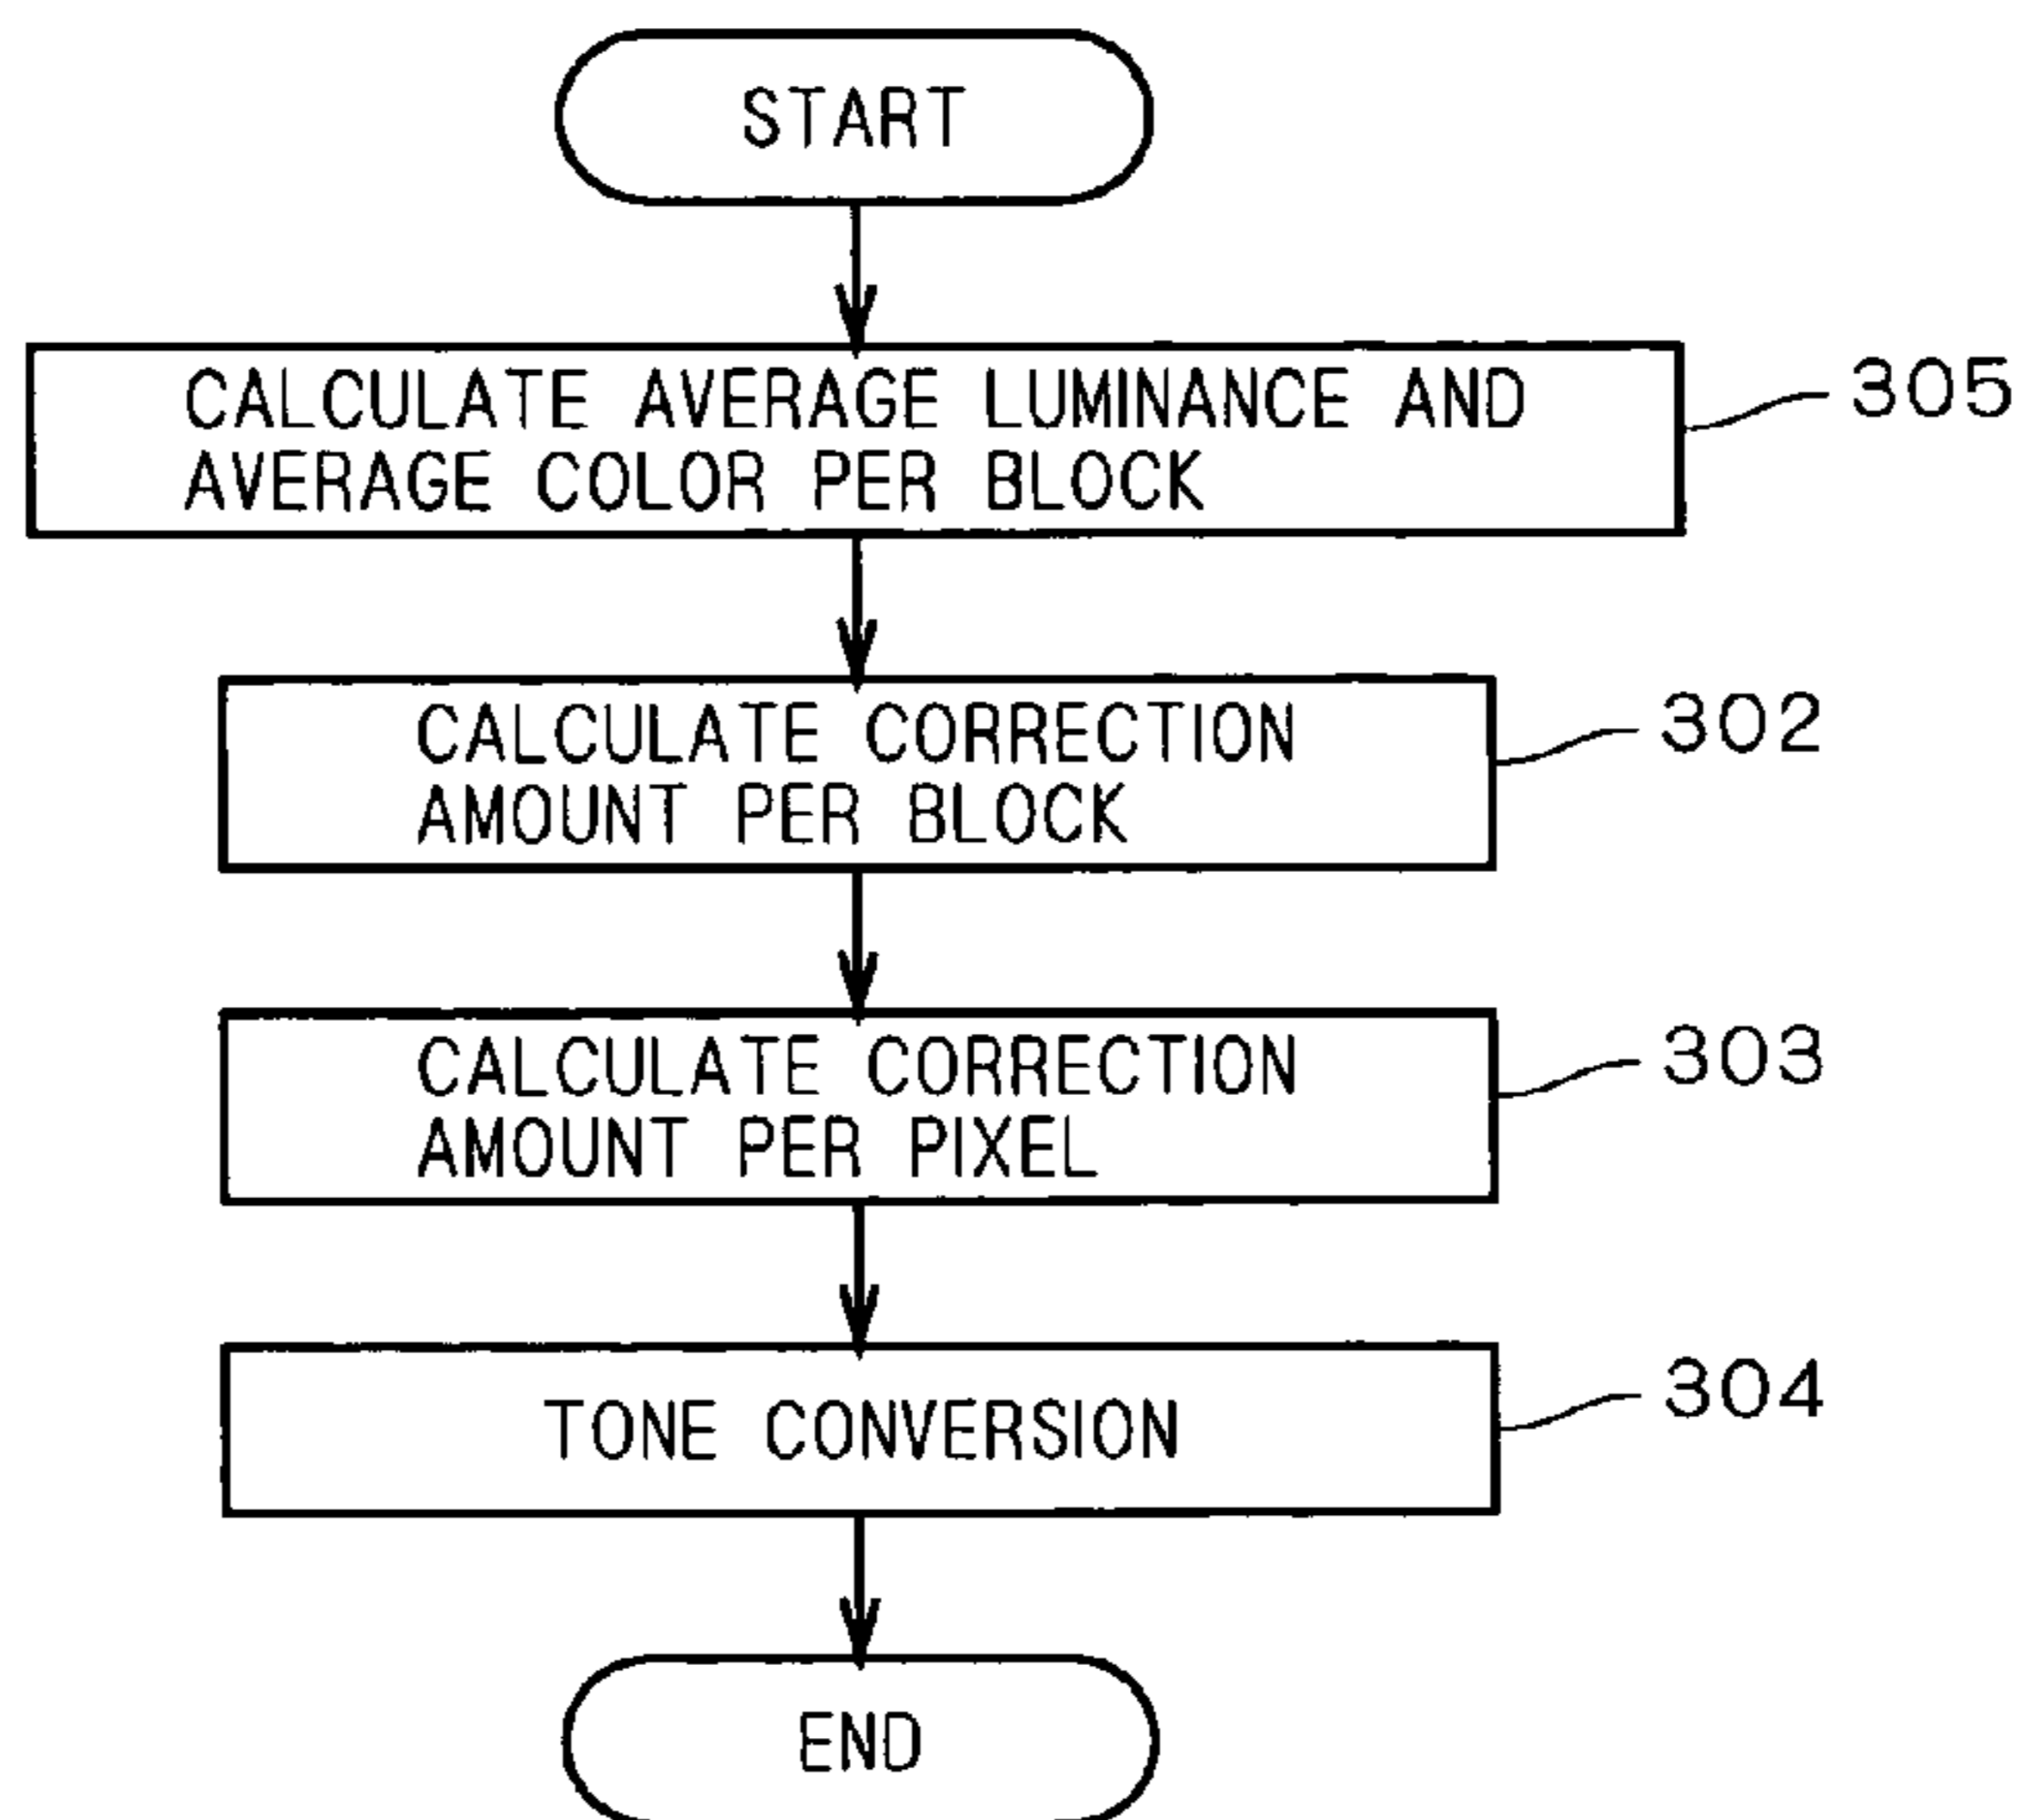 START
CALCULATE AVERAGE LUMINANCE AND
AVERAGE COLOR PER BLOCK
305
CALCULATE CORRECTION
AMOUNT PER BLOCK
302
CALCULATE CORRECTION
AMOUNT PER PIXEL
303
TONE CONVERSION
304
END